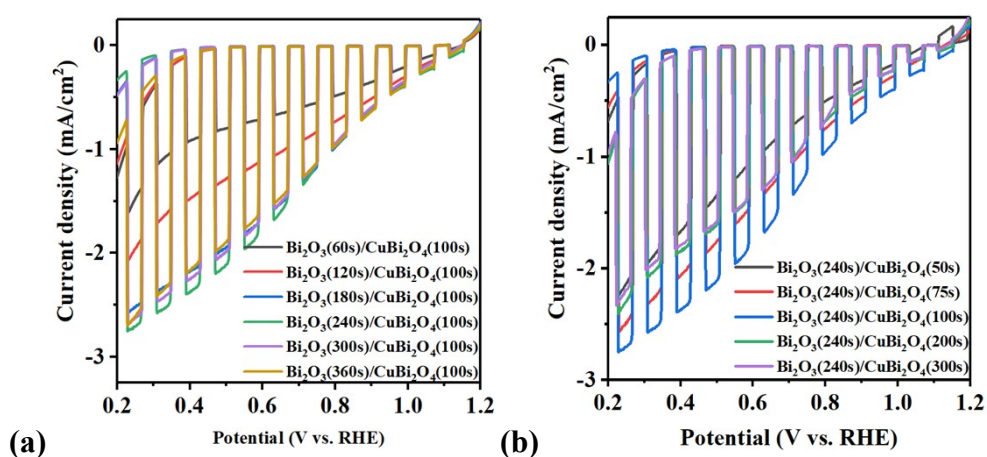 0
-1
-2
-3
Current density (mA/cm²)
Bi₂O₃(60s)/CuBi₂O₄(100s)
Bi₂O₃(120s)/CuBi₂O₄(100s)
Bi₂O₃(180s)/CuBi₂O₄(100s)
Bi₂O₃(240s)/CuBi₂O₄(100s)
Bi₂O₃(300s)/CuBi₂O₄(100s)
Bi₂O₃(360s)/CuBi₂O₄(100s)
0.2 0.4 0.6 0.8 1.0 1.2
Potential (V vs. RHE)
(a)
0
-1
-2
-3
Current density (mA/cm²)
Bi₂O₃(240s)/CuBi₂O₄(50s)
Bi₂O₃(240s)/CuBi₂O₄(75s)
Bi₂O₃(240s)/CuBi₂O₄(100s)
Bi₂O₃(240s)/CuBi₂O₄(200s)
Bi₂O₃(240s)/CuBi₂O₄(300s)
0.2 0.4 0.6 0.8 1.0 1.2
Potential (V vs. RHE)
(b)